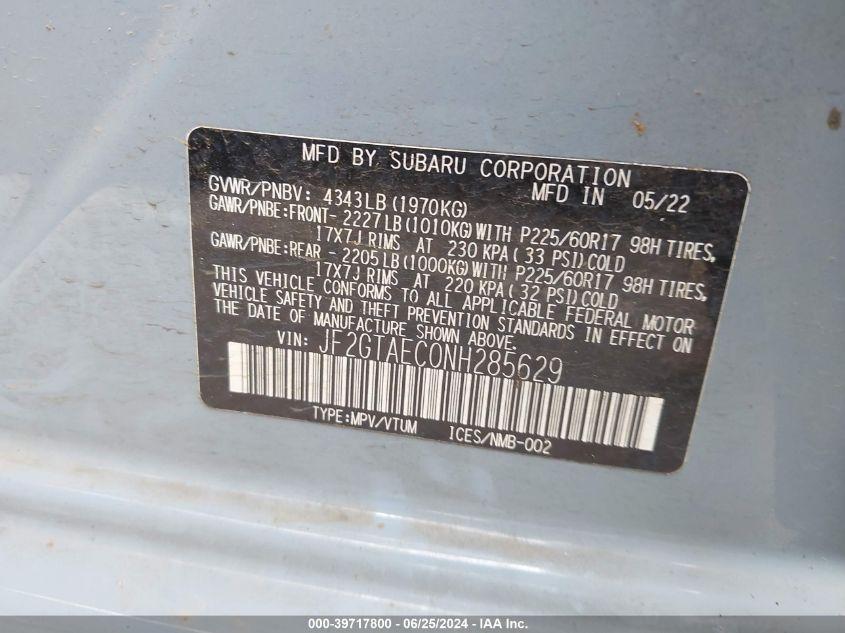 MFD BY SUBARU CORPORATION
MFD IN 05/22
GVWR/PNBV: 4343LB(1970KG)
GAWR/PNBE:FRONT- 2227LB(1010KG)WITH P225/60R17 98H TIRES,
17X7J RIMS AT 230 KPA( 33 PSI)COLD
GAWR/PNBE:REAR - 2205LB(1000KG)WITH P225/60R17 98H TIRES,
17X7J RIMS AT 220 KPA( 32 PSI)COLD
THIS VEHICLE CONFORMS TO ALL APPLICABLE FEDERAL MOTOR
VEHICLE SAFETY AND THEFT PREVENTION STANDARDS IN EFFECT ON
THE DATE OF MANUFACTURE SHOWN ABOVE.
VIN: JF2GTAEC0NH285629
TYPE:MPV/VTUM ICES/NMB-002
000-39717800 - 06/25/2024 - IAA Inc.